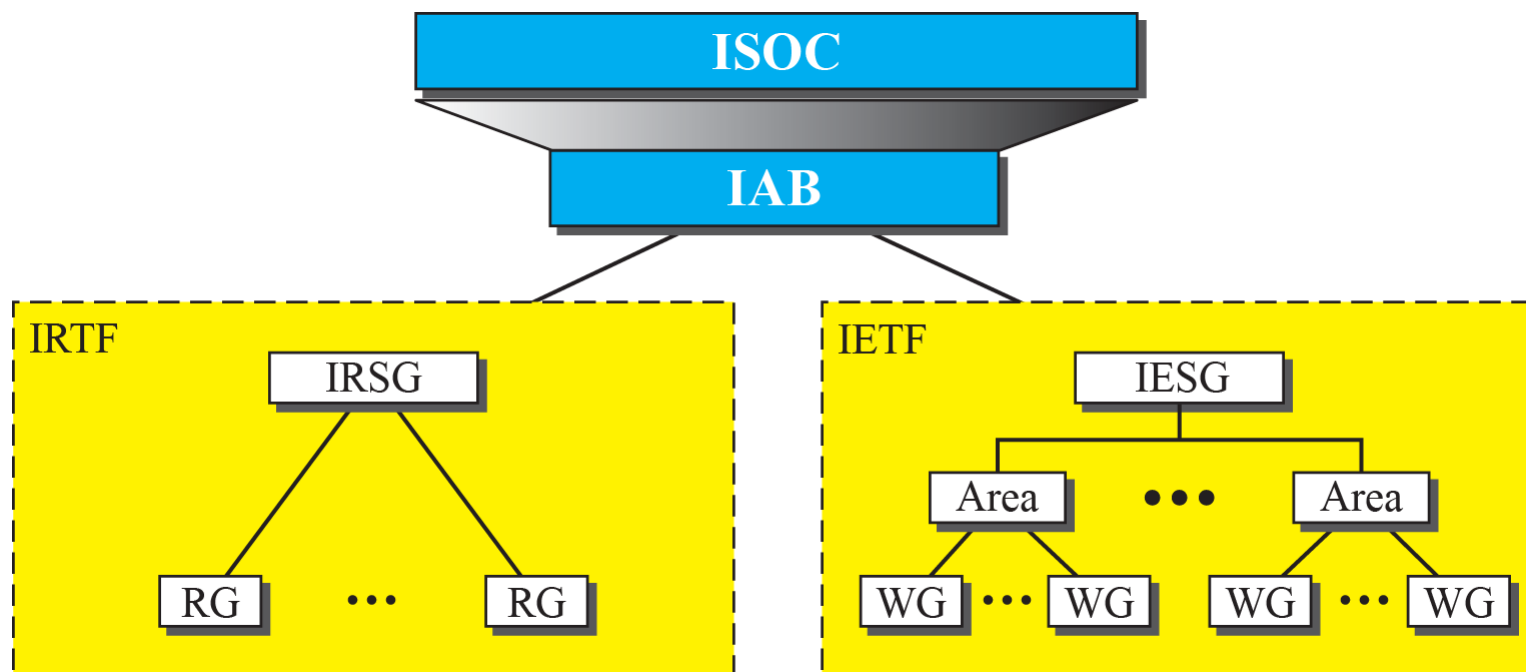 ISOC
IAB
IRTF
IRSG
RG ... RG
IETF
IESG
Area ... Area
WG ... WG WG ... WG